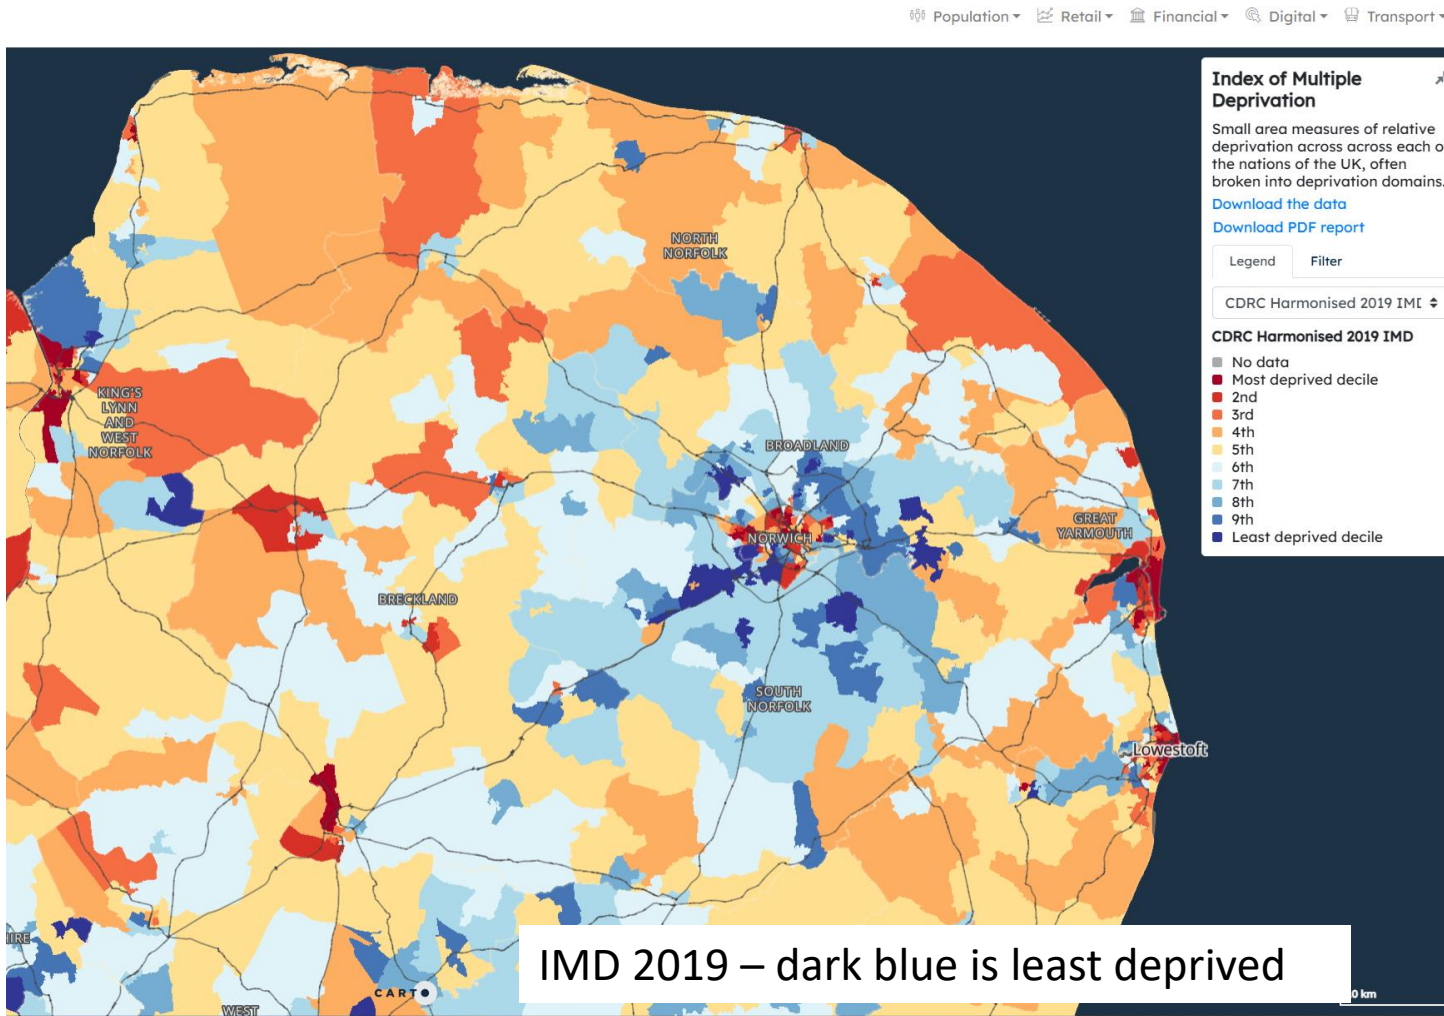 Population
Retail
Financial
Digital
Transport
Index of Multiple
Deprivation
Small area measures of relative
deprivation across across each o
the nations of the UK, often
broken into deprivation domains.
Download the data
Download PDF report
Legend
Filter
CDRC Harmonised 2019 IME
CDRC Harmonised 2019 IMD
No data
Most deprived decile
2nd
3rd
4th
5th
6th
7th
8th
9th
Least deprived decile
NORTH
NORFOLK
KING'S
LYNN
AND
WEST
NORFOLK
BROADLAND
GREAT
YARMOUTH
NORWICH
BRECKLAND
SOUTH
NORFOLK
Lowestoft
IRE
IMD 2019 – dark blue is least deprived
CARTO
0 km
WEST